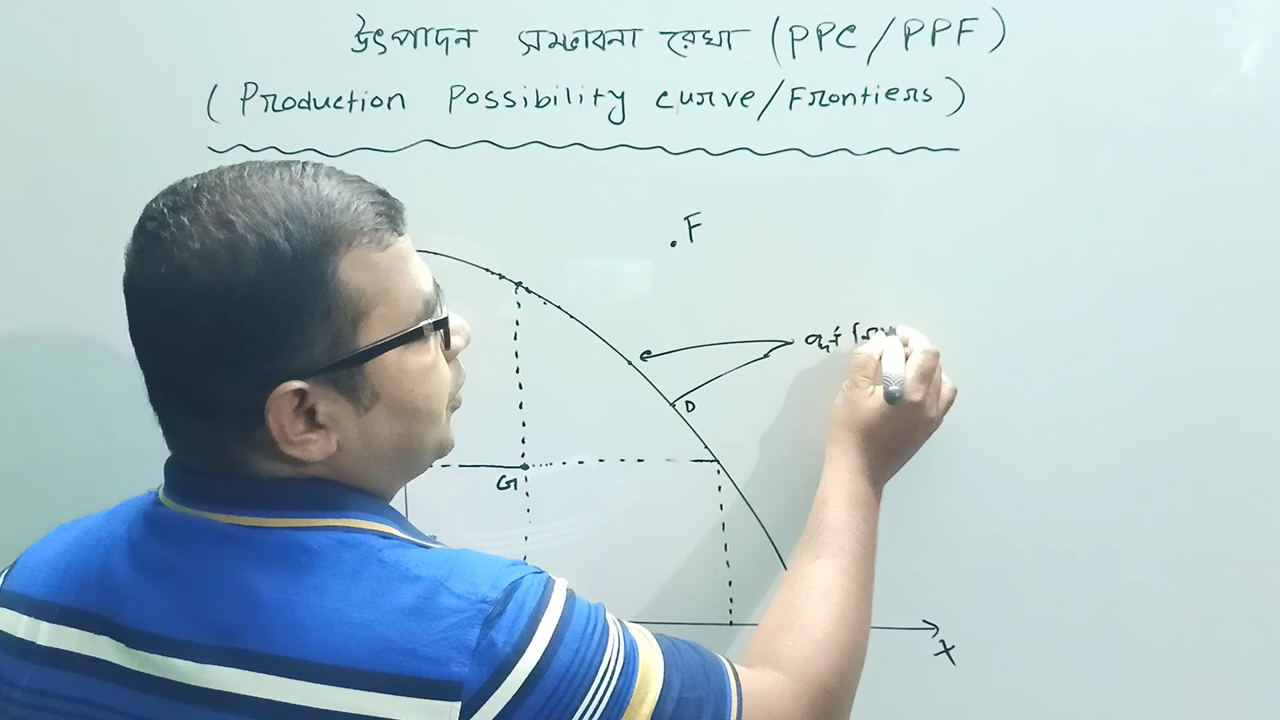 উৎপাদন সম্ভাবনা রেখা (PPC/PPF)
(Production Possibility curve/Frontiers)
.F
D
G
X